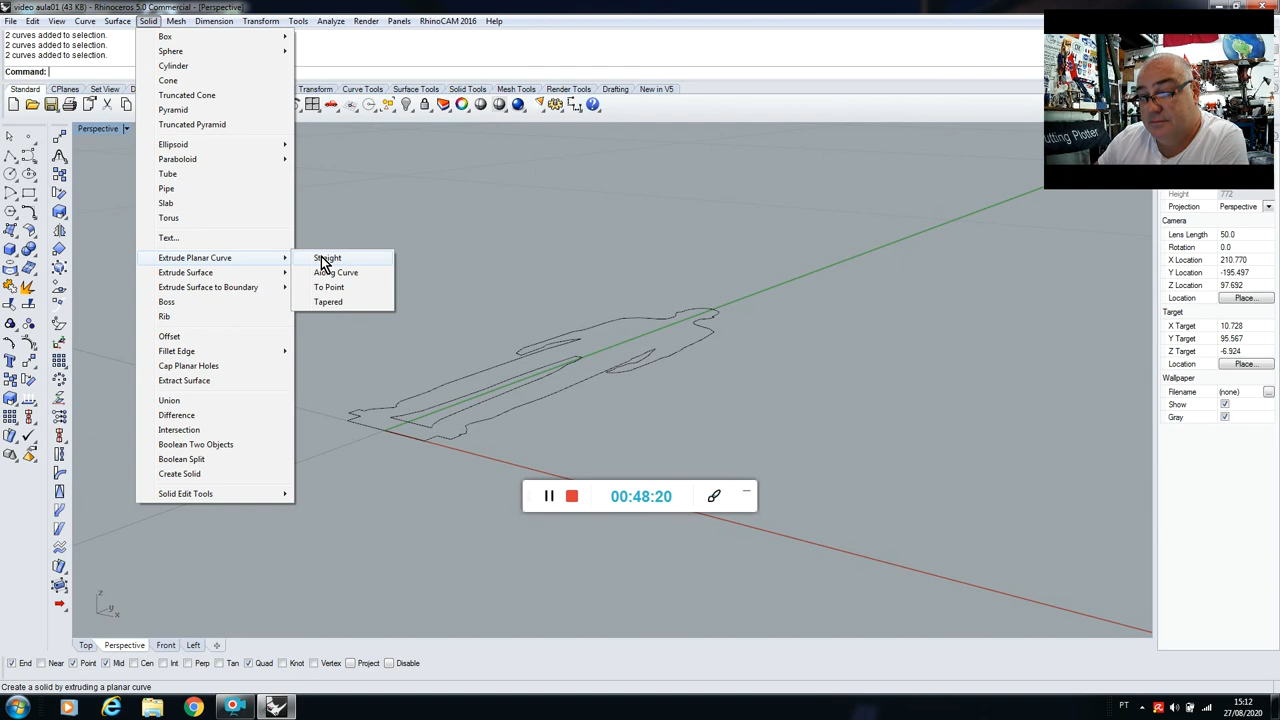 video aula01 (43 KB) - Rhinoceros 5.0 Commercial - [Perspective]
File Edit View Curve Surface Solid Mesh Dimension Transform Tools Analyze Render Panels RhinoCAM 2016 Help
2 curves added to selection.
2 curves added to selection.
2 curves added to selection.
Command:
Standard CPlanes Set View D Transform Curve Tools Surface Tools Solid Tools Mesh Tools Render Tools Drafting New in V5
Perspective
Box
Sphere
Cylinder
Cone
Truncated Cone
Pyramid
Truncated Pyramid
Ellipsoid
Paraboloid
Tube
Pipe
Slab
Torus
Text...
Extrude Planar Curve
Extrude Surface
Extrude Surface to Boundary
Boss
Rib
Offset
Fillet Edge
Cap Planar Holes
Extract Surface
Union
Difference
Intersection
Boolean Two Objects
Boolean Split
Create Solid
Solid Edit Tools
Straight
Along Curve
To Point
Tapered
utting Plotter
Height 772
Projection Perspective
Camera
Lens Length 50.0
Rotation 0.0
X Location 210.770
Y Location -195.497
Z Location 97.692
Location Place...
Target
X Target 10.728
Y Target 95.567
Z Target -6.924
Location Place...
Wallpaper
Filename (none) ...
Show
Gray
00:48:20
z
y
x
Top Perspective Front Left
End Near Point Mid Cen Int Perp Tan Quad Knot Vertex Project Disable
Create a solid by extruding a planar curve
PT 15:12
27/08/2020